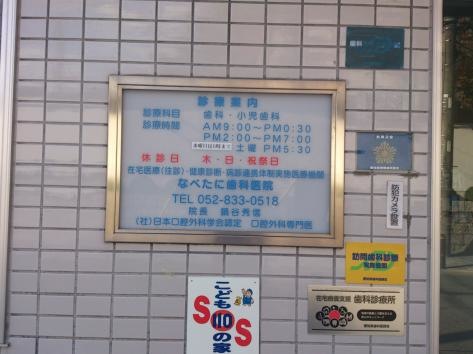 診療案内
診療科目 歯科・小児歯科
診療時間 AM9:00〜PM0:30
PM2:00〜PM7:00
土曜 PM5:30
休診日 木・日・祝祭日
在宅医療(往診)・健康診断・病診連携体制実施医療機関
なべたに歯科医院
TEL 052-833-0518
院長 鍋谷秀信
(社)日本口腔外科学会認定 口腔外科専門医
歯科
防犯カメラ設置
訪問歯科診療
在宅療養支援 歯科診療所
こども110の家
SOS